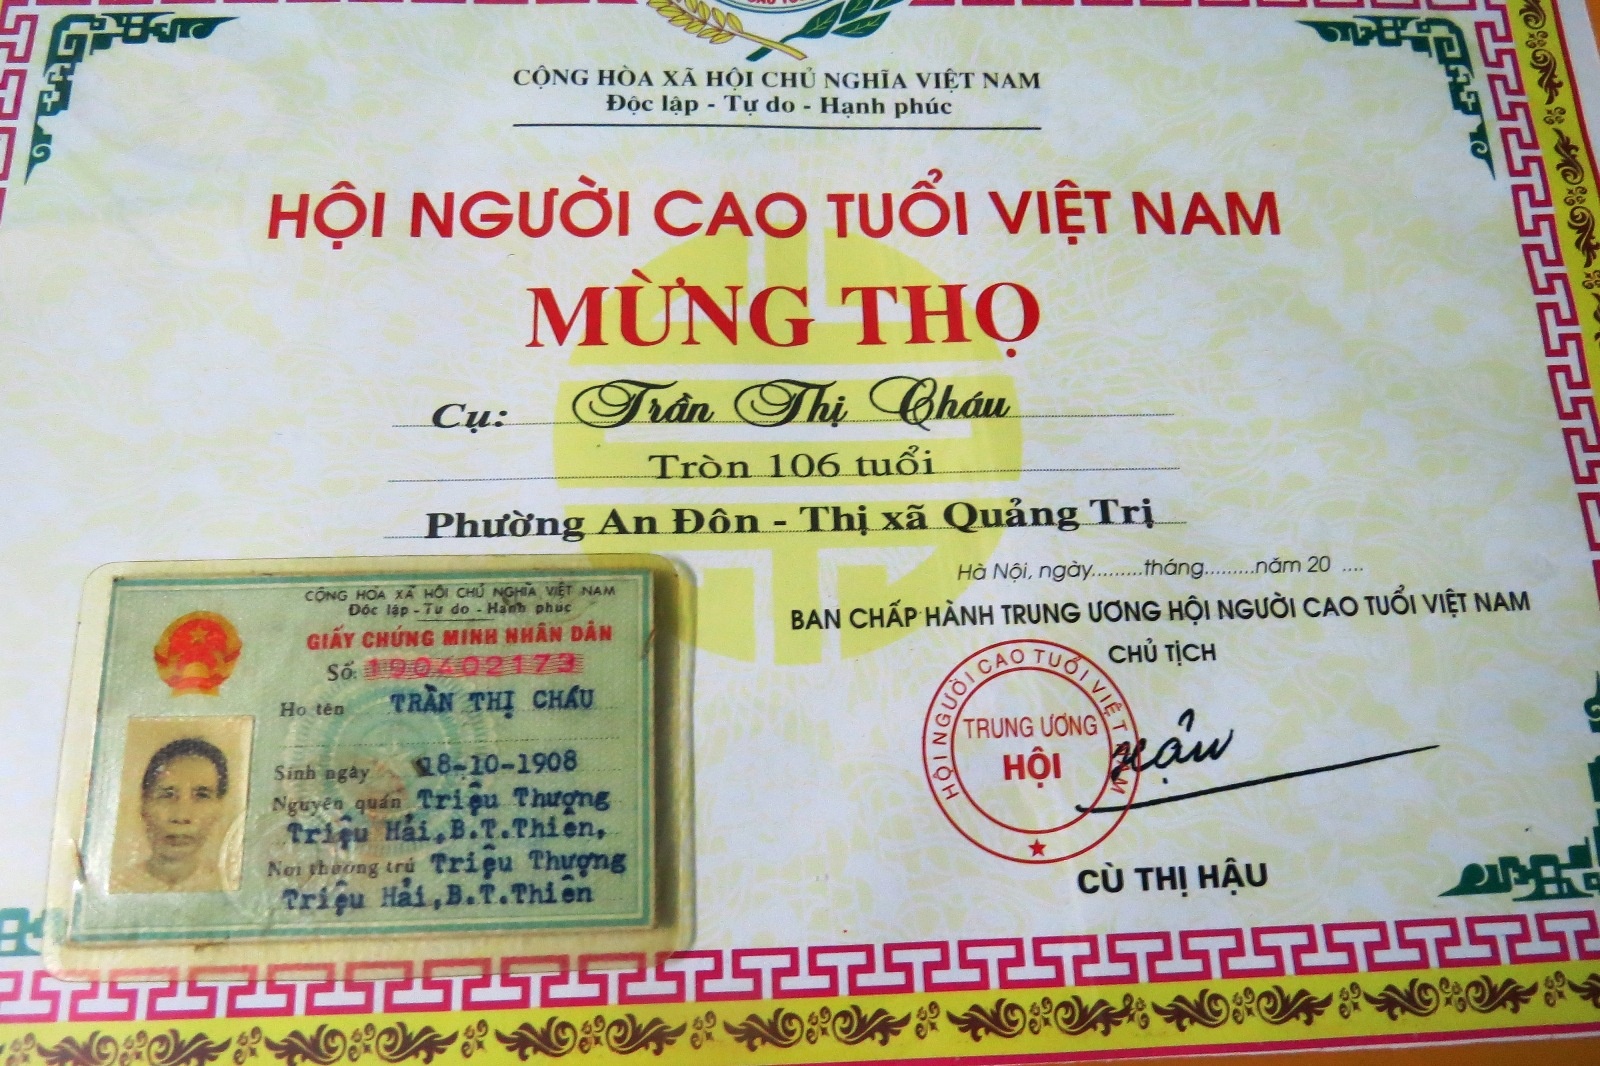 CỘNG HÒA XÃ HỘI CHỦ NGHĨA VIỆT NAM
Độc lập - Tự do - Hạnh phúc
HỘI NGƯỜI CAO TUỔI VIỆT NAM
MỪNG THỌ
Cụ: Trần Thị Cháu
Tròn 106 tuổi
Phường An Đôn - Thị xã Quảng Trị
Hà Nội, ngày.........tháng.........năm 20 ....
BAN CHẤP HÀNH TRUNG ƯƠNG HỘI NGƯỜI CAO TUỔI VIỆT NAM
CHỦ TỊCH
HỘI NGƯỜI CAO TUỔI VIỆT NAM
TRUNG ƯƠNG
HỘI
Hậu
CÙ THỊ HẬU
CỘNG HÒA XÃ HỘI CHỦ NGHĨA VIỆT NAM
Độc lập - Tự do - Hạnh phúc
GIẤY CHỨNG MINH NHÂN DÂN
Số: 190402173
Họ tên TRẦN THỊ CHÁU
Sinh ngày 18-10-1908
Nguyên quán Triệu Thượng
Triệu Hải,B.T.Thiên,
Nơi thường trú Triệu Thượng
Triệu Hải,B.T.Thiên